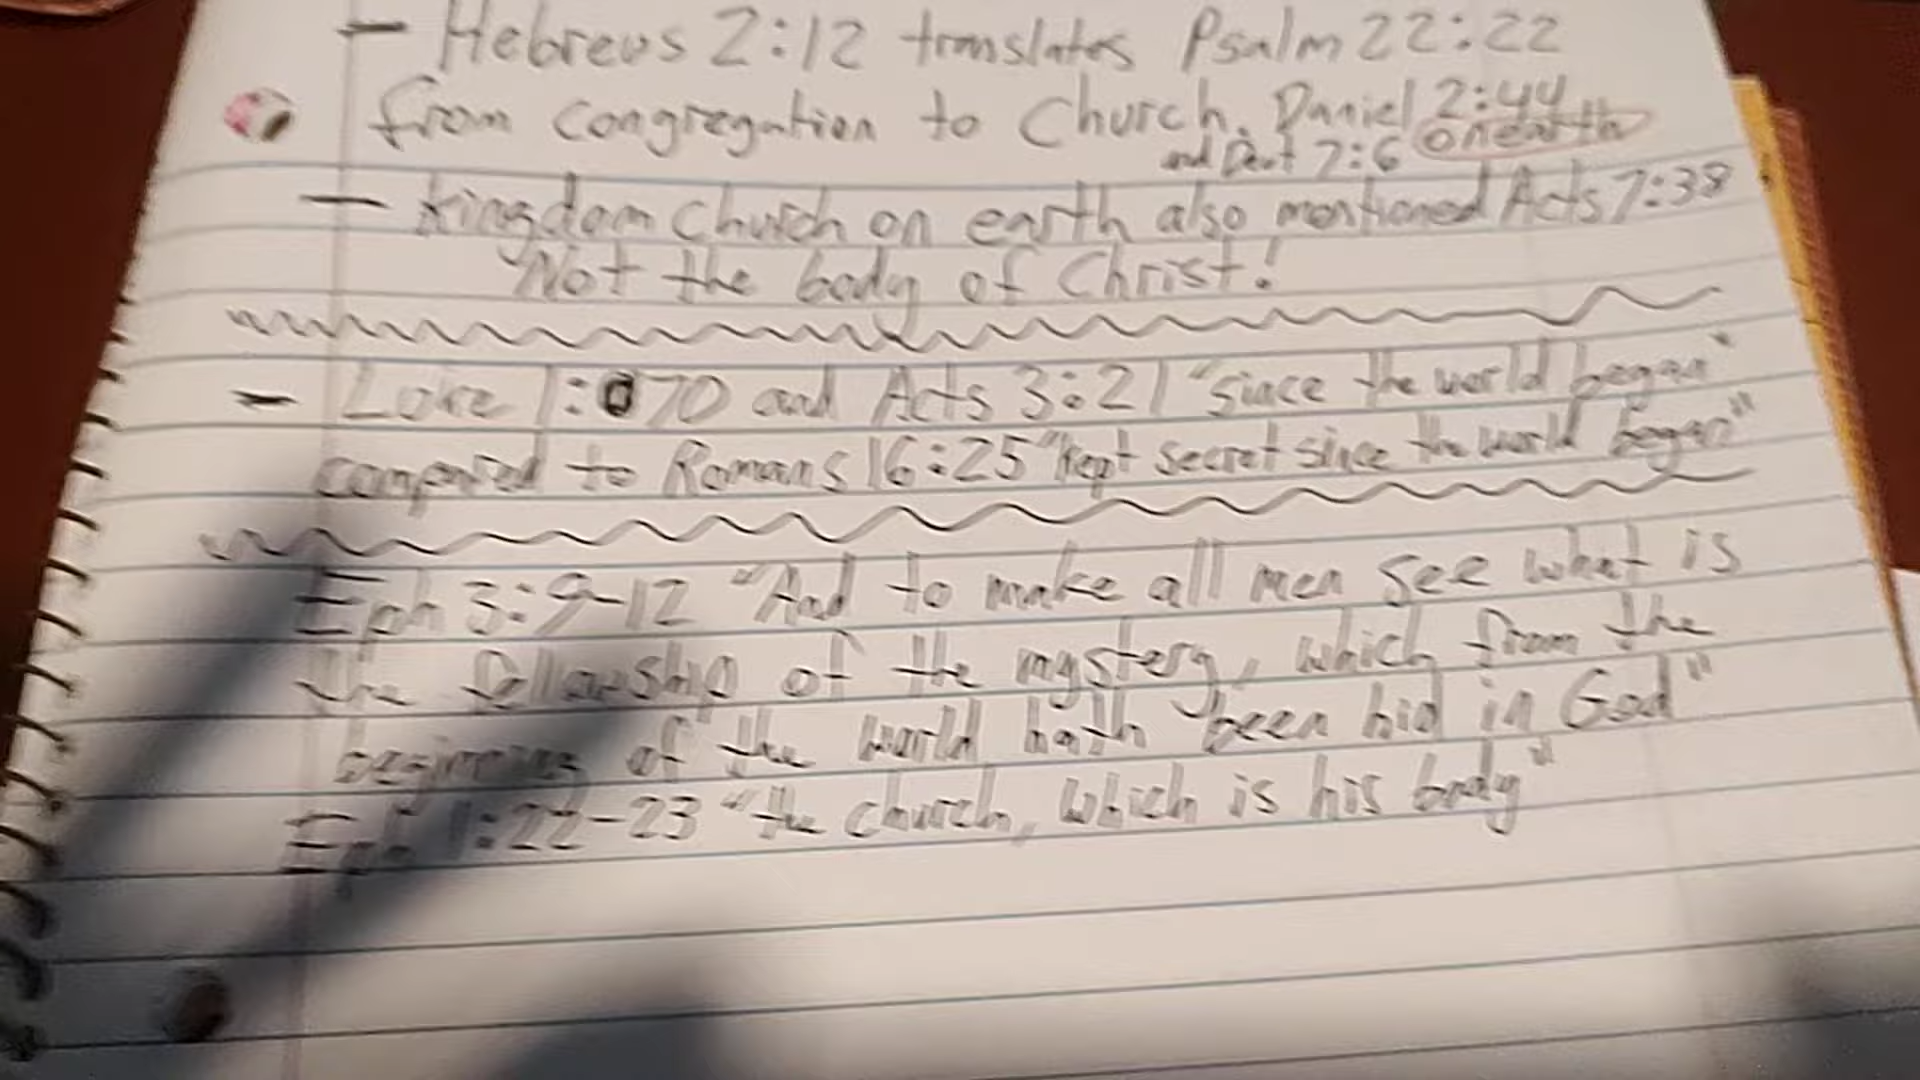 - Hebrews 2:12 translates Psalm 22:22
from congregation to Church. Daniel 2:44
and Deut 7:6 on earth
- Kingdom Church on earth also mentioned Acts 7:38
Not the body of Christ!
- Luke 1:70 and Acts 3:21 "since the world began"
compared to Romans 16:25 "kept secret since the world began"
Eph 3:9-12 "And to make all men see what is
the fellowship of the mystery, which from the
beginning of the world hath been hid in God"
Eph 1:22-23 "the church, which is his body"